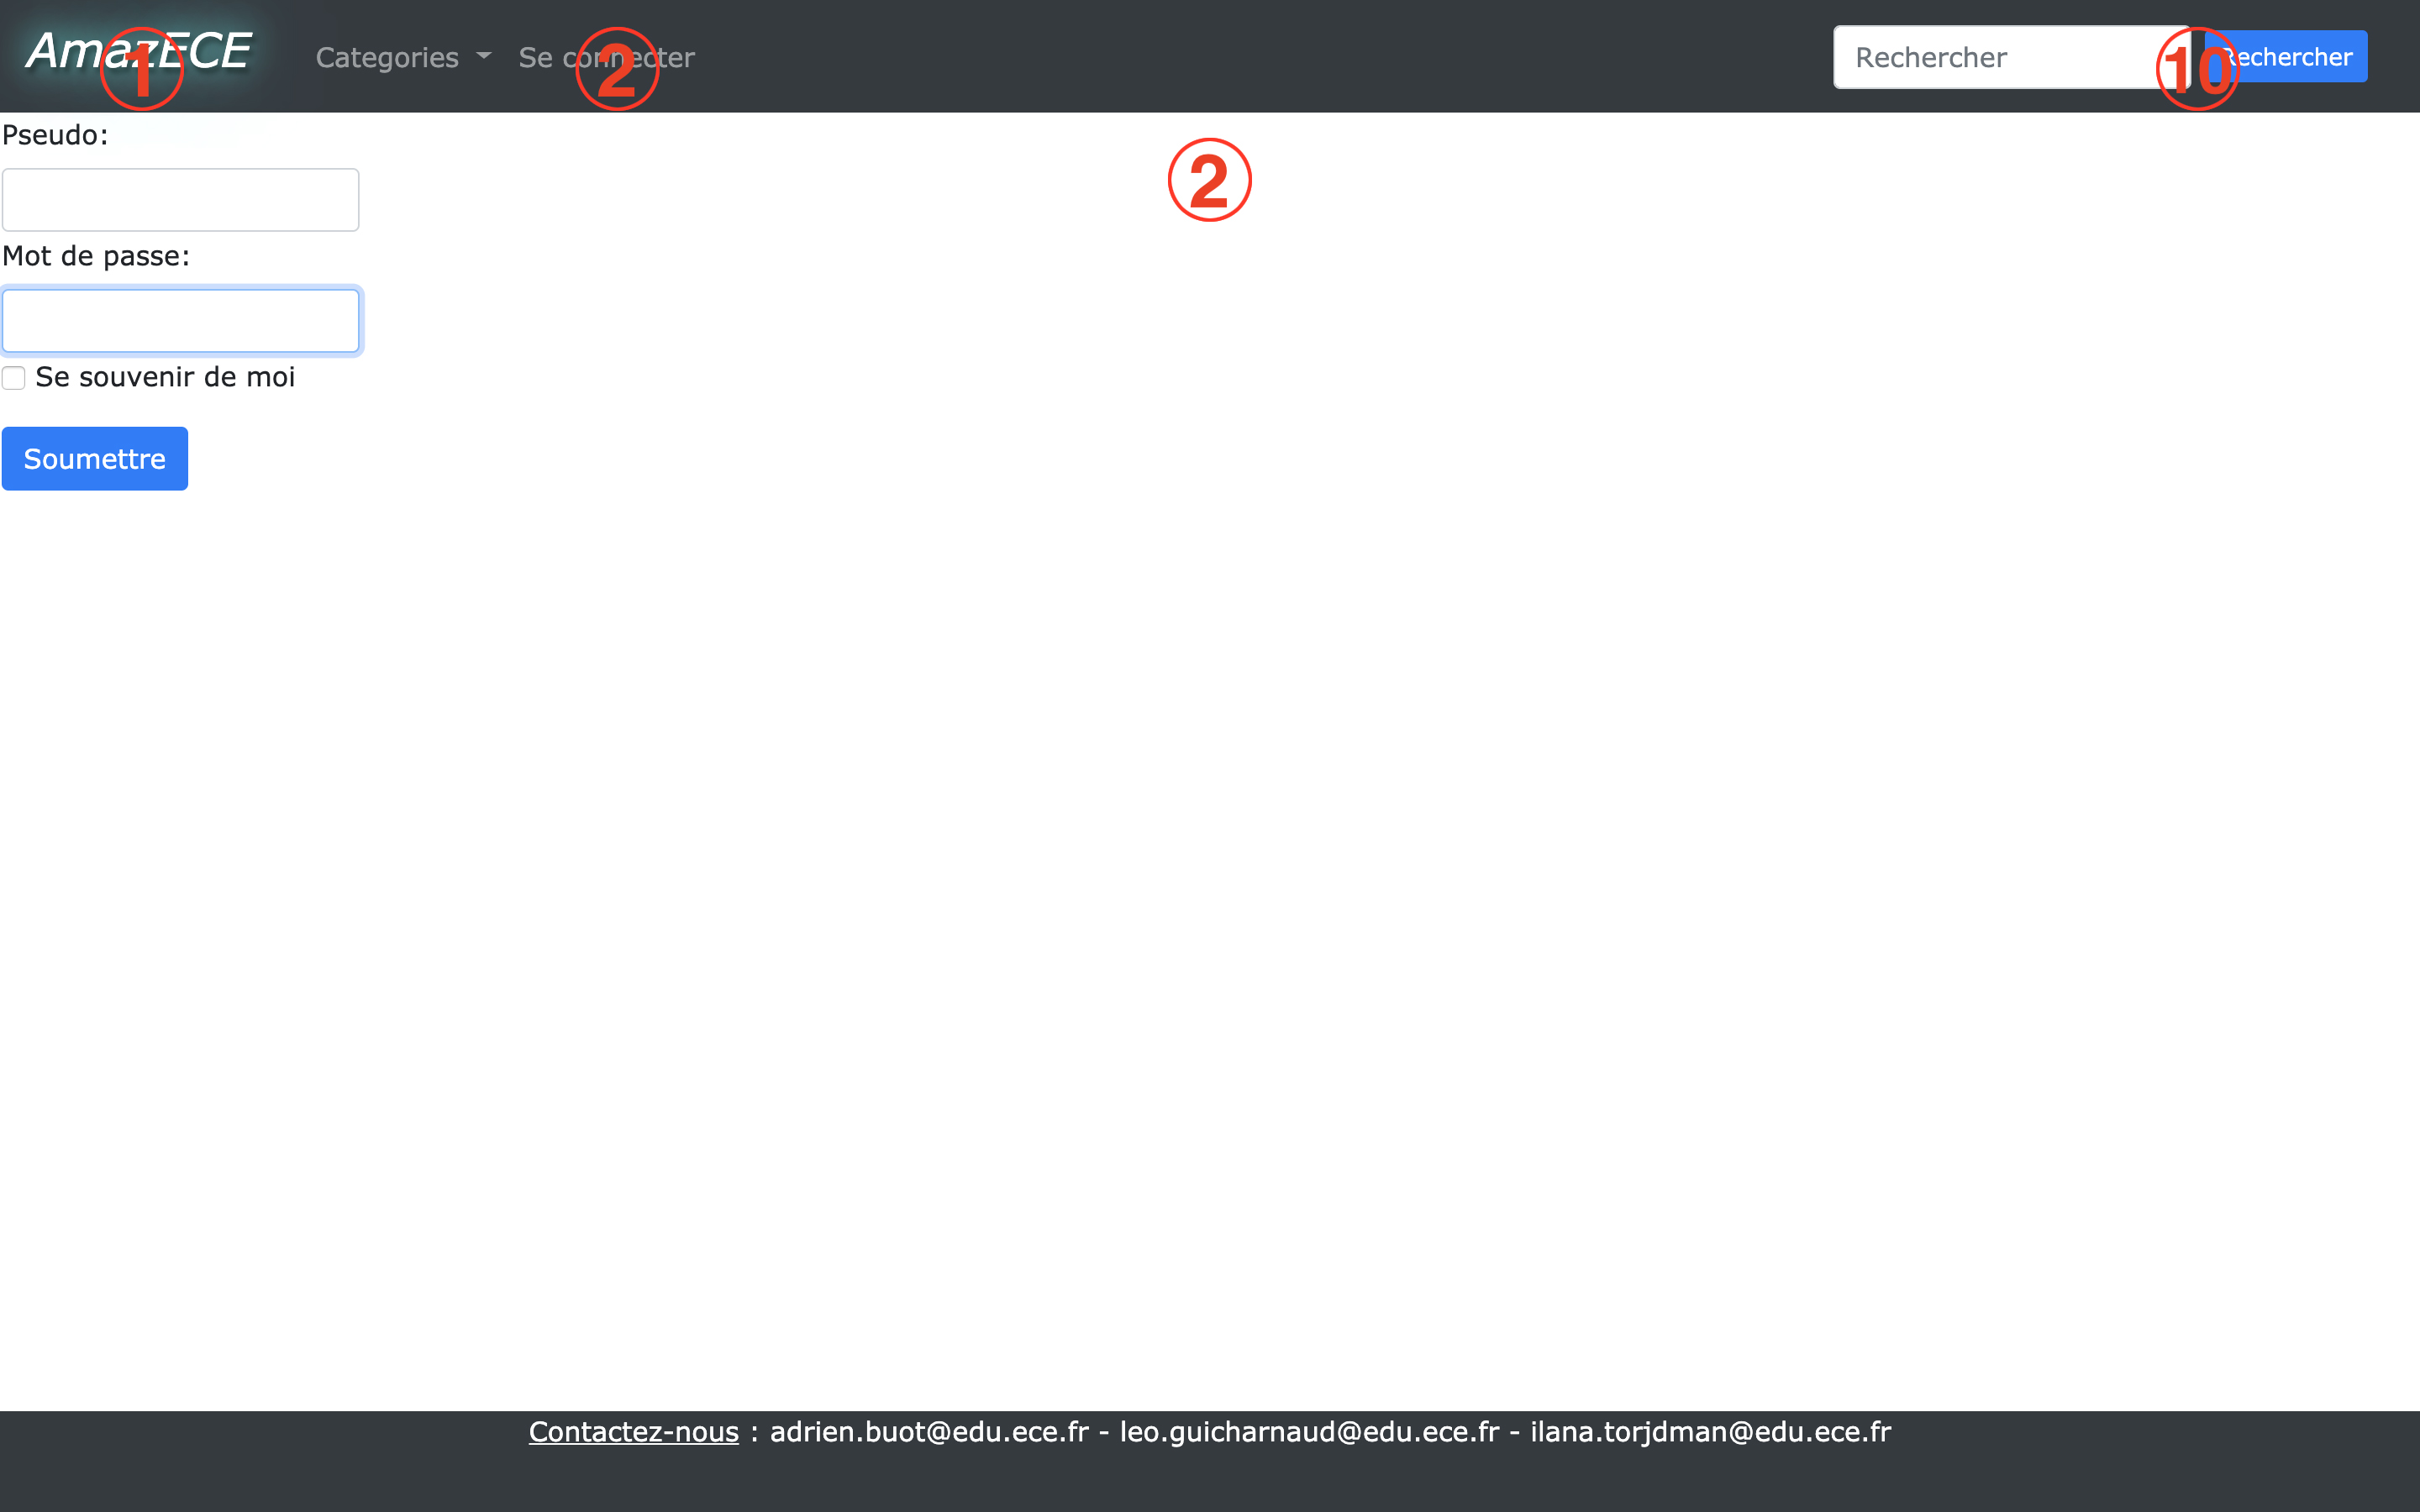 AmazECE Categories Se connecter Rechercher Rechercher
1 2 10
Pseudo:
2
Mot de passe:
Se souvenir de moi
Soumettre
Contactez-nous : adrien.buot@edu.ece.fr - leo.guicharnaud@edu.ece.fr - ilana.torjdman@edu.ece.fr